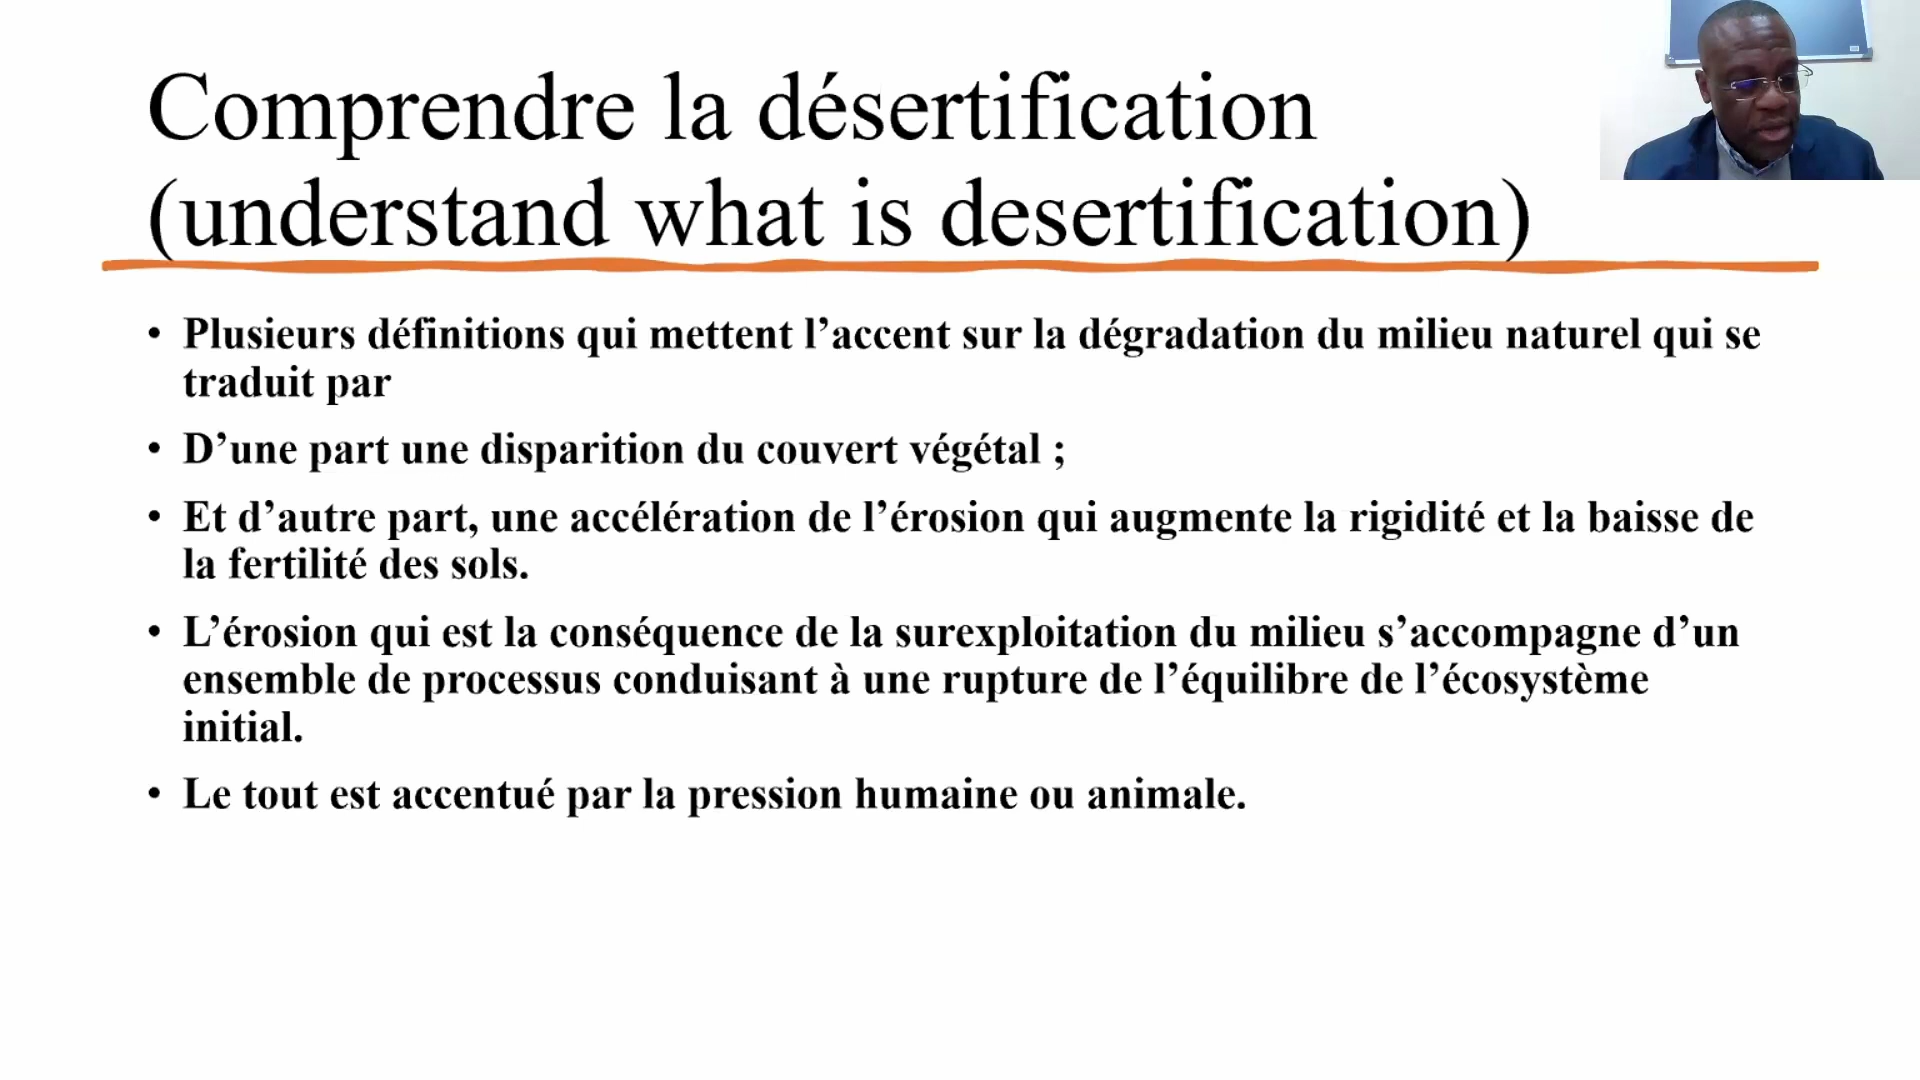 Comprendre la désertification
(understand what is desertification)
• Plusieurs définitions qui mettent l’accent sur la dégradation du milieu naturel qui se
traduit par
• D’une part une disparition du couvert végétal ;
• Et d’autre part, une accélération de l’érosion qui augmente la rigidité et la baisse de
la fertilité des sols.
• L’érosion qui est la conséquence de la surexploitation du milieu s’accompagne d’un
ensemble de processus conduisant à une rupture de l’équilibre de l’écosystème
initial.
• Le tout est accentué par la pression humaine ou animale.